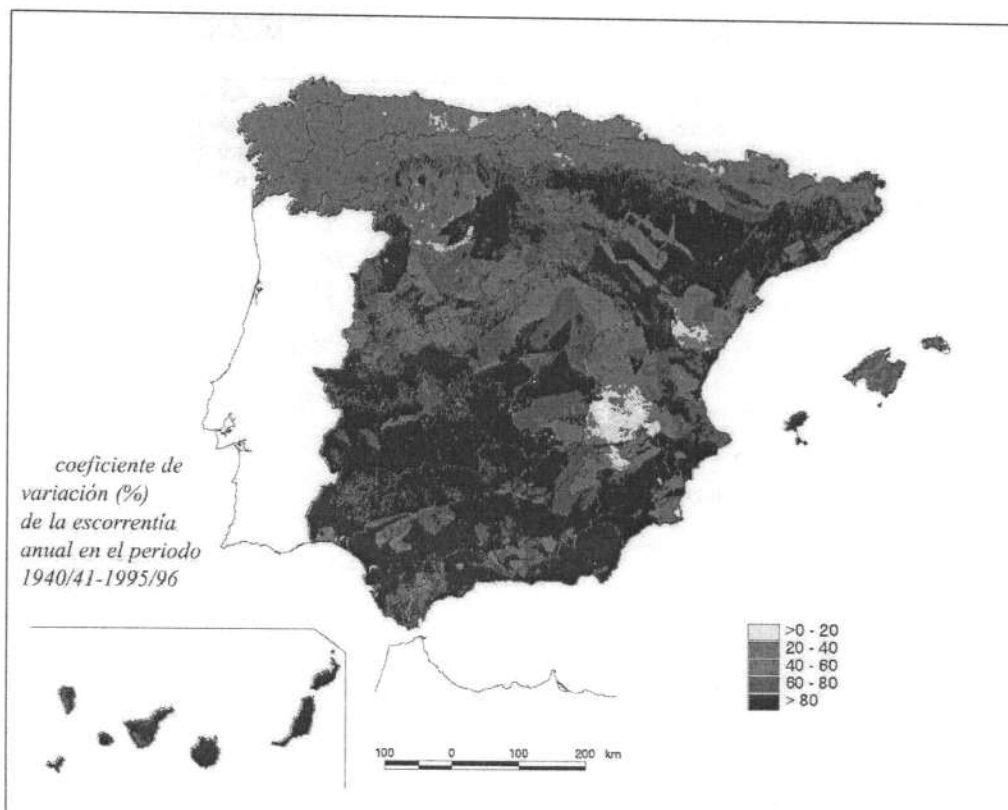 coeficiente de
variación (%)
de la escorrentía
anual en el periodo
1940/41-1995/96
>0 - 20
20 - 40
40 - 60
60 - 80
> 80
100 0 100 200 km